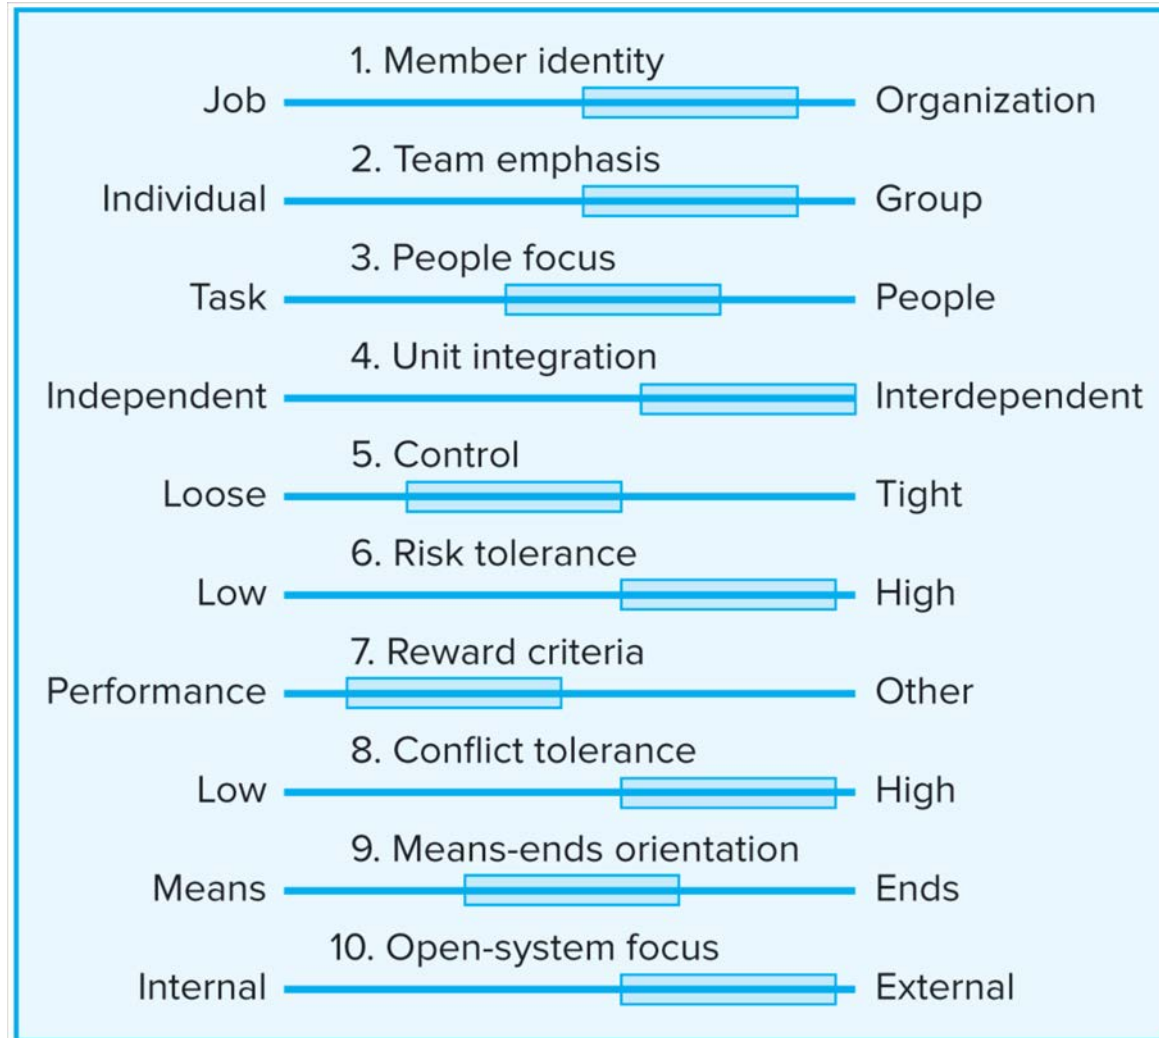 1. Member identity
Job Organization
2. Team emphasis
Individual Group
3. People focus
Task People
4. Unit integration
Independent Interdependent
5. Control
Loose Tight
6. Risk tolerance
Low High
7. Reward criteria
Performance Other
8. Conflict tolerance
Low High
9. Means-ends orientation
Means Ends
10. Open-system focus
Internal External